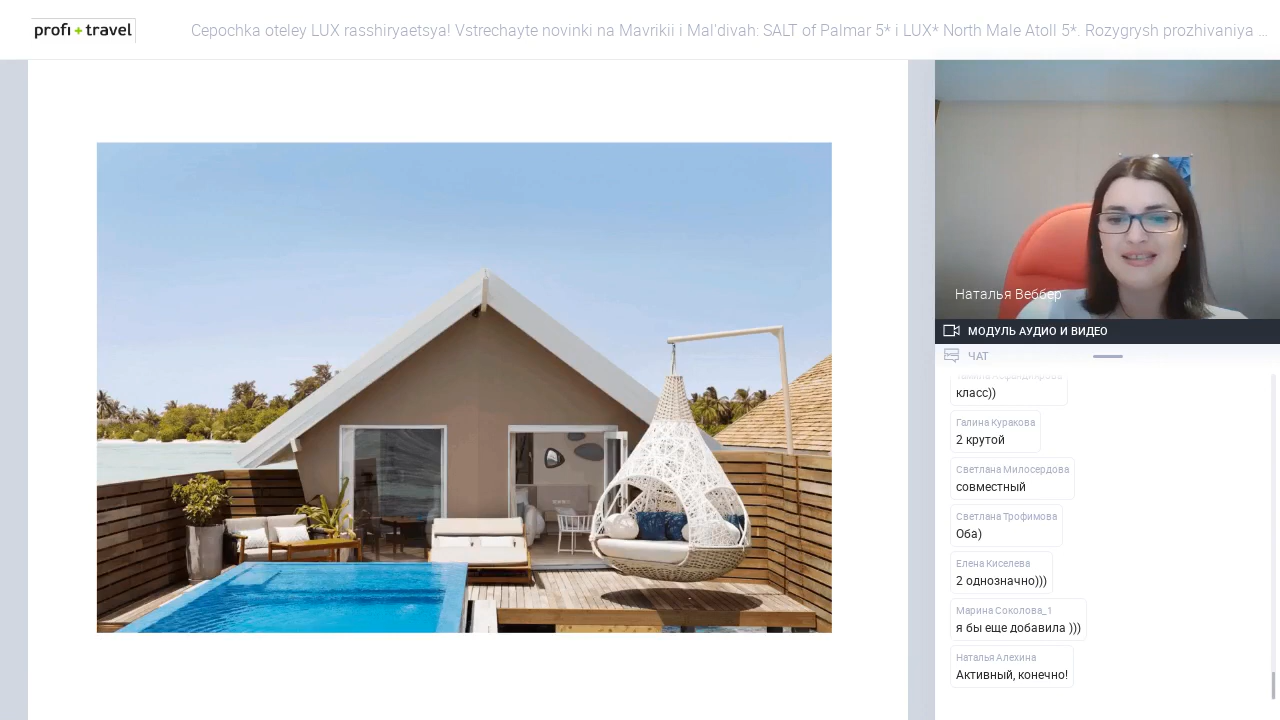 profi + travel
Cepochka oteley LUX rasshiryaetsya! Vstrechayte novinki na Mavrikii i Mal'divah: SALT of Palmar 5* i LUX* North Male Atoll 5*. Rozygrysh prozhivaniya ...
Наталья Веббер
МОДУЛЬ АУДИО И ВИДЕО
ЧАТ
класс))
Галина Куракова
2 крутой
Светлана Милосердова
совместный
Светлана Трофимова
Оба)
Елена Киселева
2 однозначно)))
Марина Соколова_1
я бы еще добавила )))
Наталья Алехина
Активный, конечно!